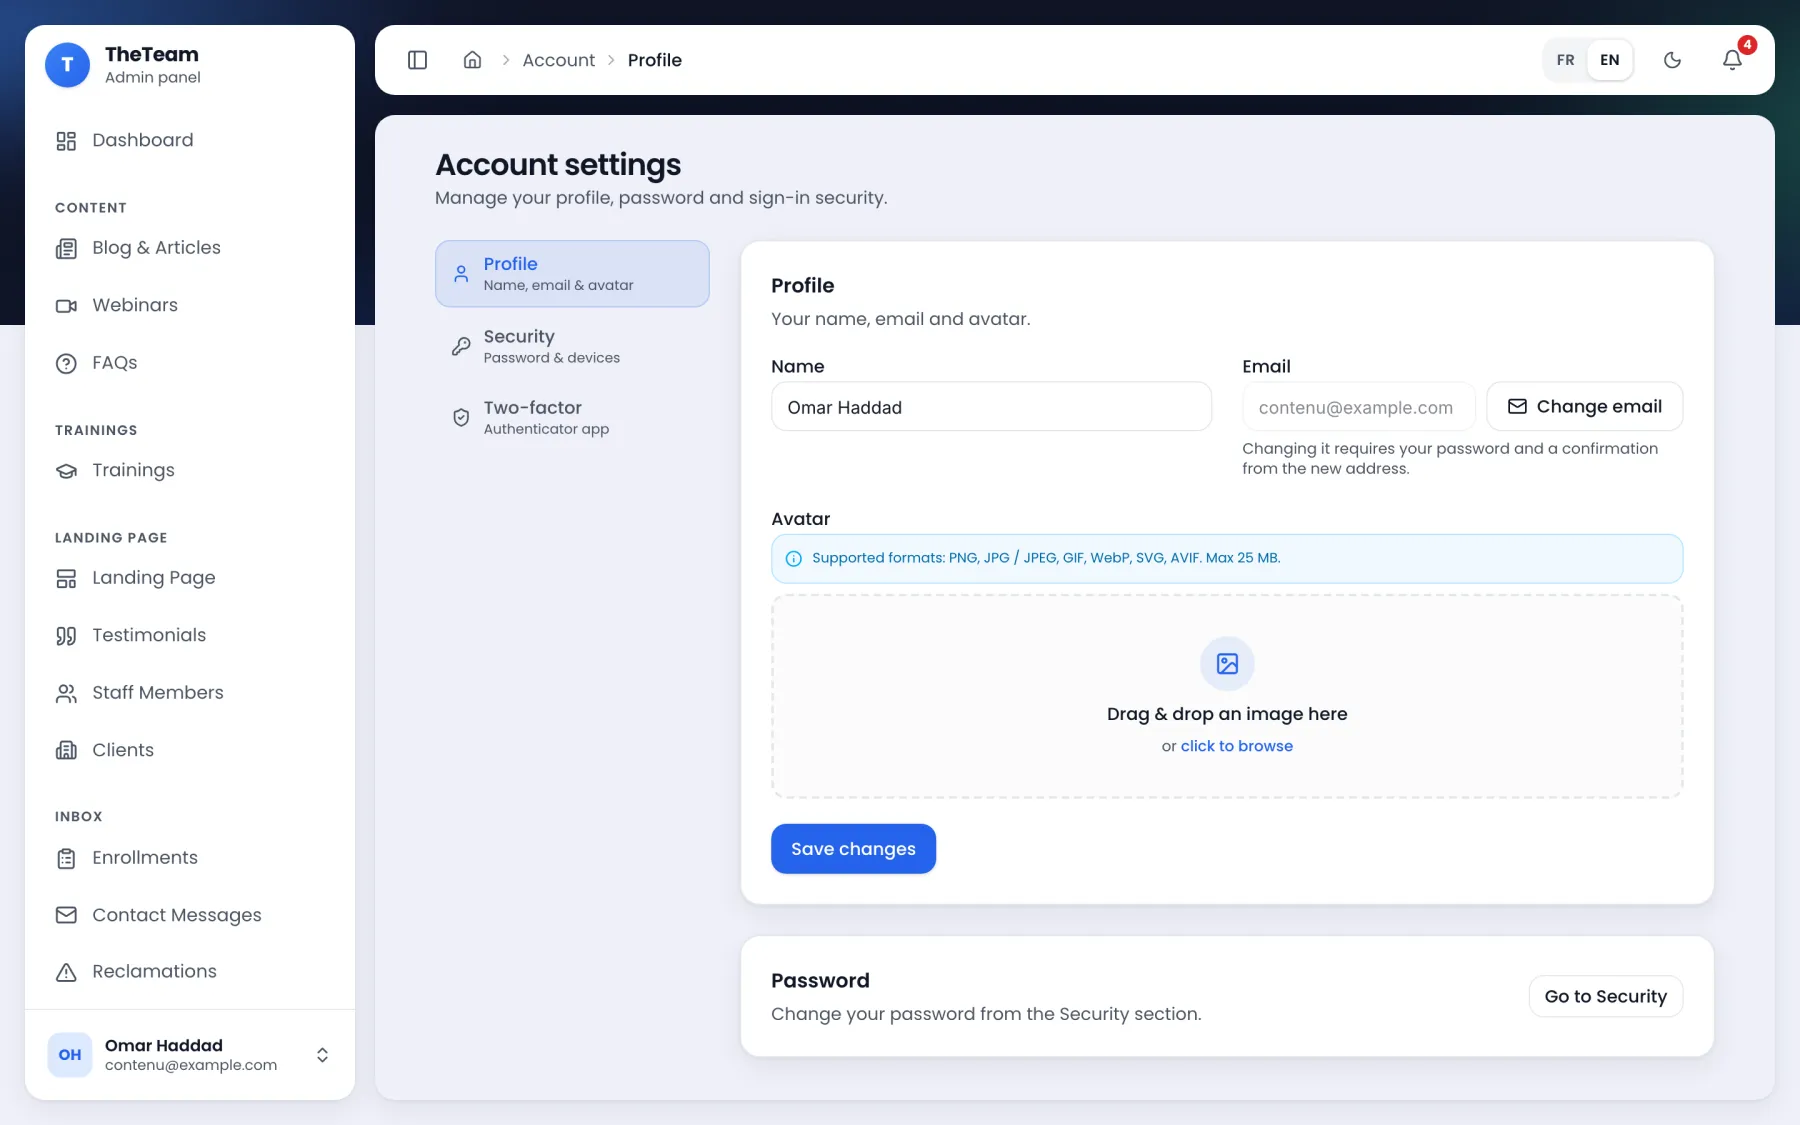 T
TheTeam
Admin panel
Dashboard
CONTENT
Blog & Articles
Webinars
FAQs
TRAININGS
Trainings
LANDING PAGE
Landing Page
Testimonials
Staff Members
Clients
INBOX
Enrollments
Contact Messages
Reclamations
OH
Omar Haddad
contenu@example.com
Account
Profile
FR
EN
4
Account settings
Manage your profile, password and sign-in security.
Profile
Name, email & avatar
Security
Password & devices
Two-factor
Authenticator app
Profile
Your name, email and avatar.
Name
Omar Haddad
Email
contenu@example.com
Change email
Changing it requires your password and a confirmation
from the new address.
Avatar
Supported formats: PNG, JPG / JPEG, GIF, WebP, SVG, AVIF. Max 25 MB.
Drag & drop an image here
or click to browse
Save changes
Password
Change your password from the Security section.
Go to Security